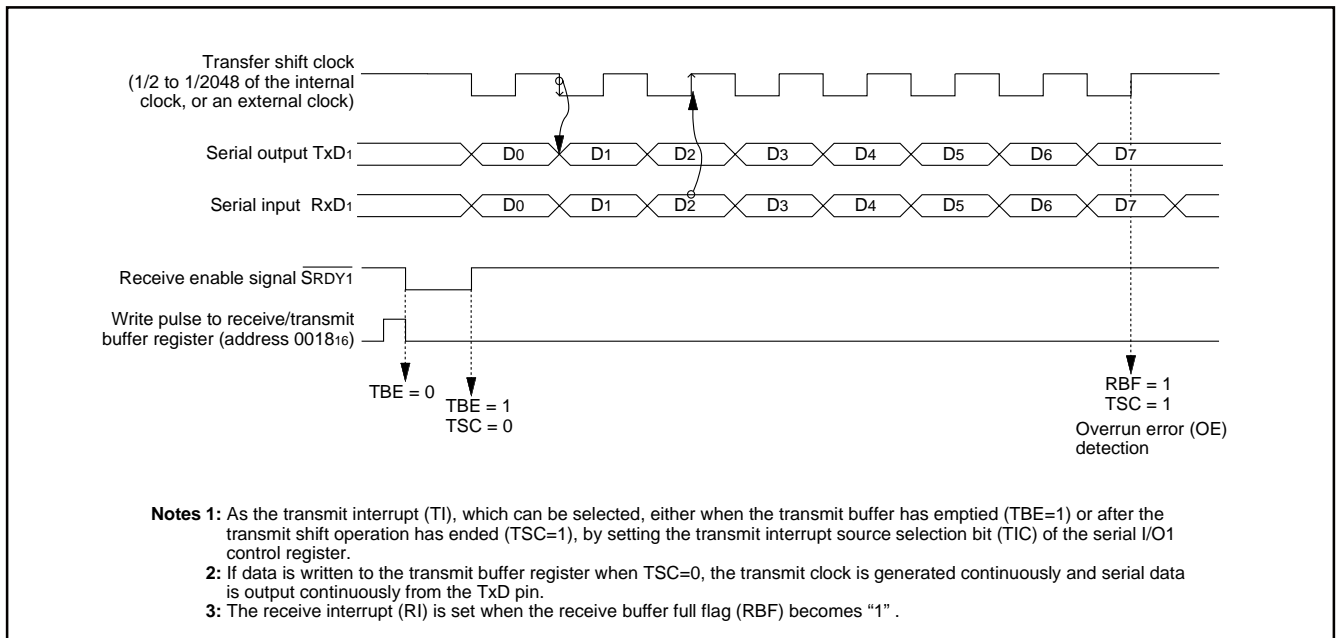 Transfer shift clock
(1/2 to 1/2048 of the internal
clock, or an external clock)
Serial output TxD1
D0 D1 D2 D3 D4 D5 D6 D7
Serial input RxD1
D0 D1 D2 D3 D4 D5 D6 D7
Receive enable signal S̅R̅D̅Y̅1̅
Write pulse to receive/transmit
buffer register (address 001816)
TBE = 0
TBE = 1
TSC = 0
RBF = 1
TSC = 1
Overrun error (OE)
detection
Notes 1: As the transmit interrupt (TI), which can be selected, either when the transmit buffer has emptied (TBE=1) or after the
transmit shift operation has ended (TSC=1), by setting the transmit interrupt source selection bit (TIC) of the serial I/O1
control register.
2: If data is written to the transmit buffer register when TSC=0, the transmit clock is generated continuously and serial data
is output continuously from the TxD pin.
3: The receive interrupt (RI) is set when the receive buffer full flag (RBF) becomes “1” .